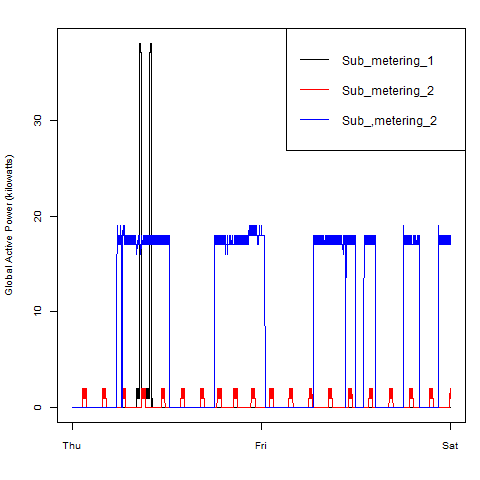 Sub_metering_1
Sub_metering_2
Sub_,metering_2
Global Active Power (kilowatts)
30
20
10
0
Thu
Fri
Sat